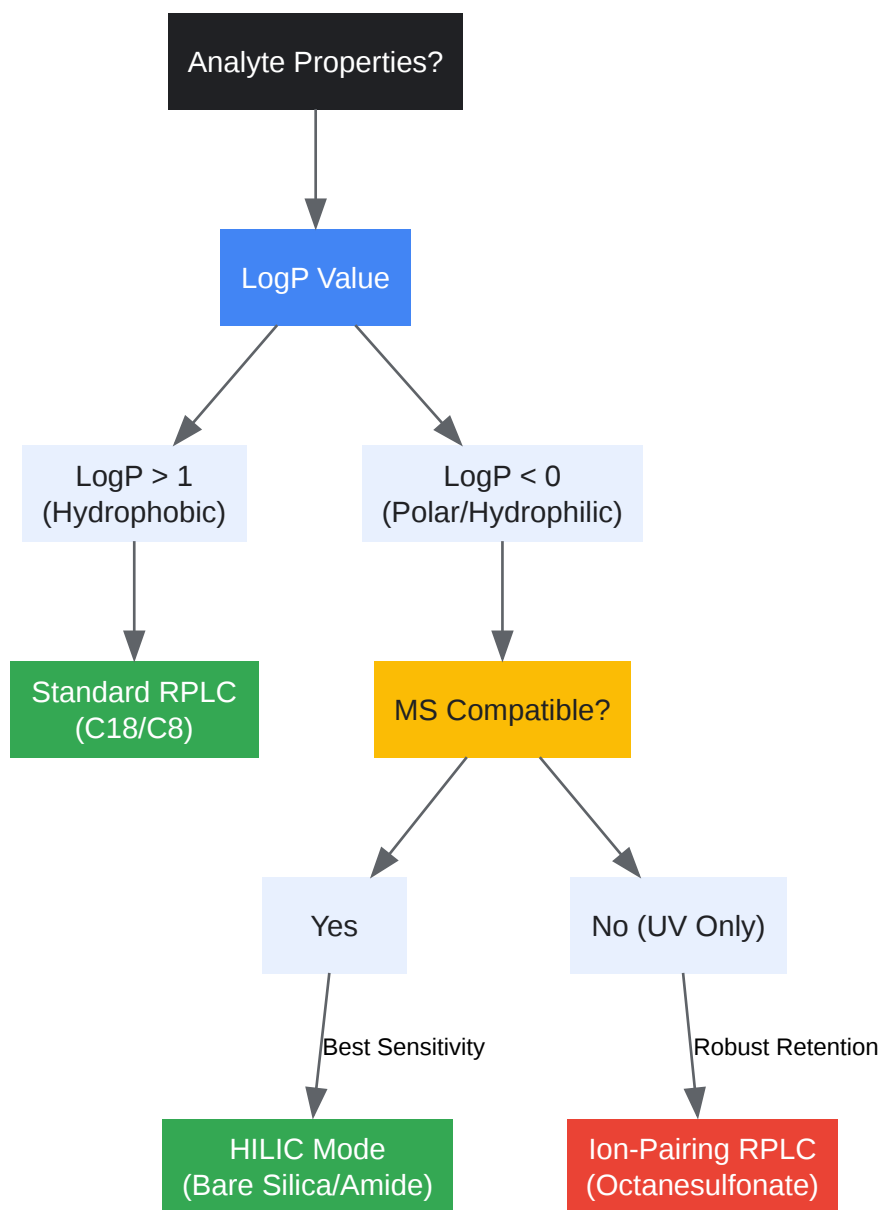 Analyte Properties?
LogP Value
LogP > 1
(Hydrophobic)
LogP < 0
(Polar/Hydrophilic)
Standard RPLC
(C18/C8)
MS Compatible?
Yes
No (UV Only)
Best Sensitivity
Robust Retention
HILIC Mode
(Bare Silica/Amide)
Ion-Pairing RPLC
(Octanesulfonate)